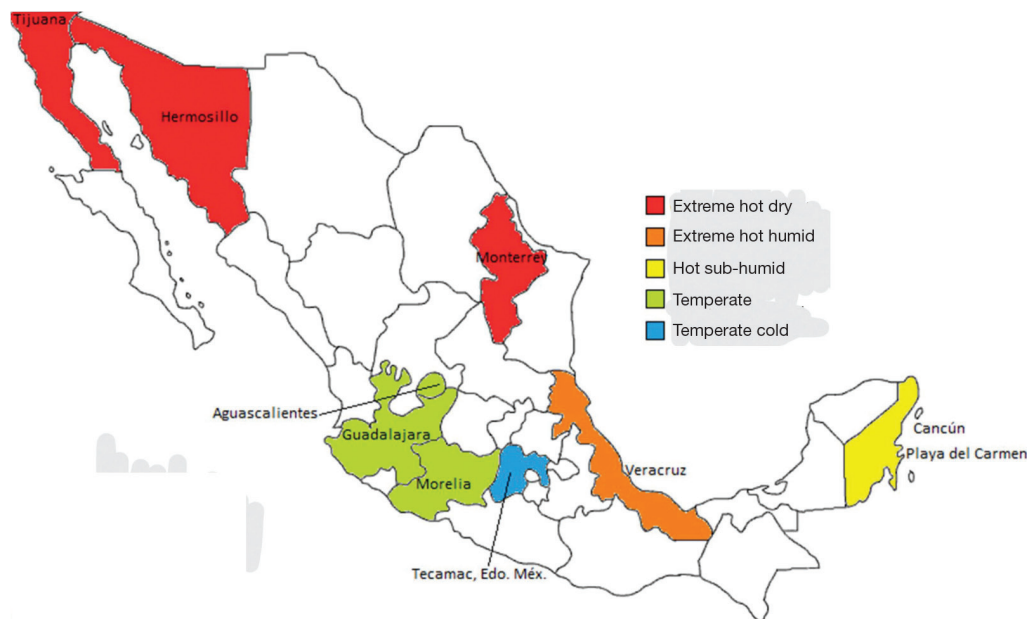 Tijuana
Hermosillo
Extreme hot dry
Extreme hot humid
Monterrey
Hot sub-humid
Temperate
Temperate cold
Aguascalientes
Guadalajara
Cancún
Playa del Carmen
Veracruz
Morelia
Tecamac, Edo. Méx.